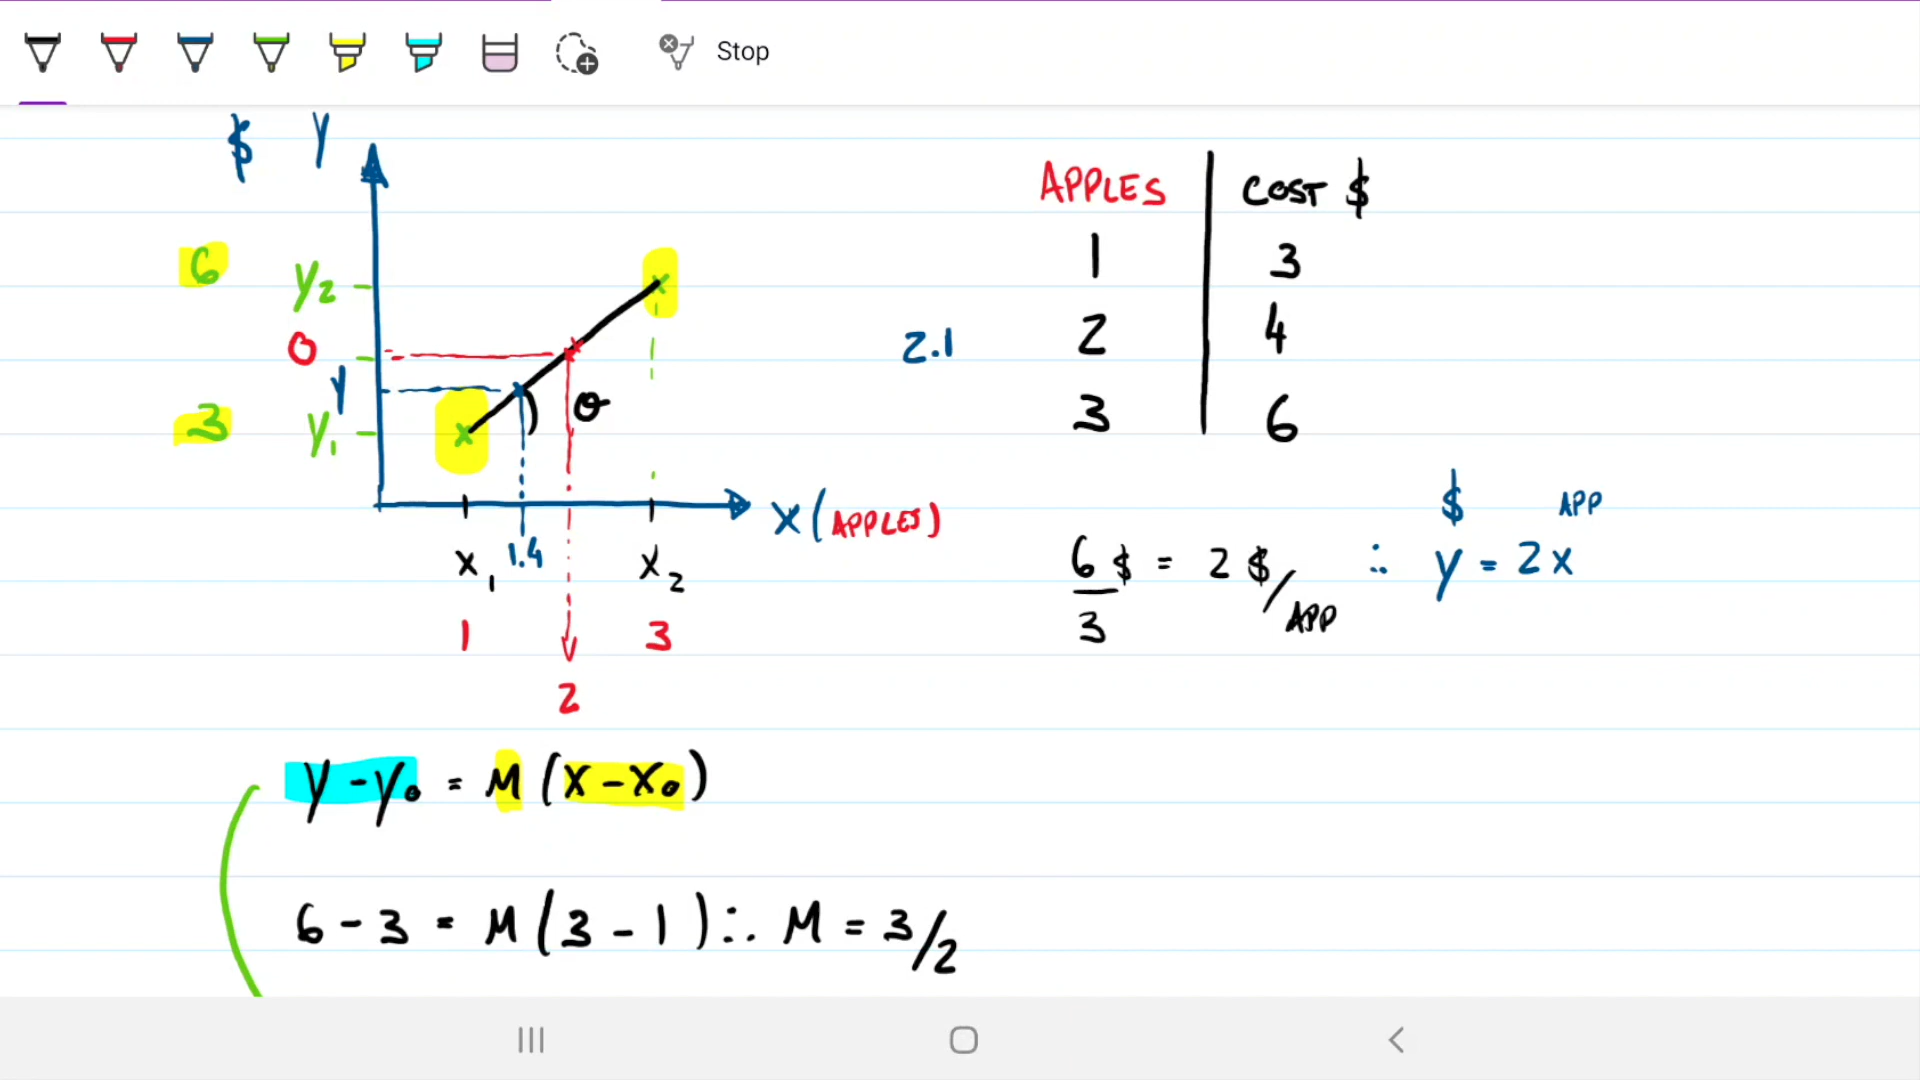 Stop
$ Y
6 Y2
0
Y
3 Y1
θ
X (APPLES)
x1 1.4 x2
1 3
2
APPLES COST $
1 3
2.1 2 4
3 6
$ APP
6/3 $ = 2 $/APP ∴ y = 2x
y - y0 = M (x - x0)
6 - 3 = M (3 - 1) ∴ M = 3/2